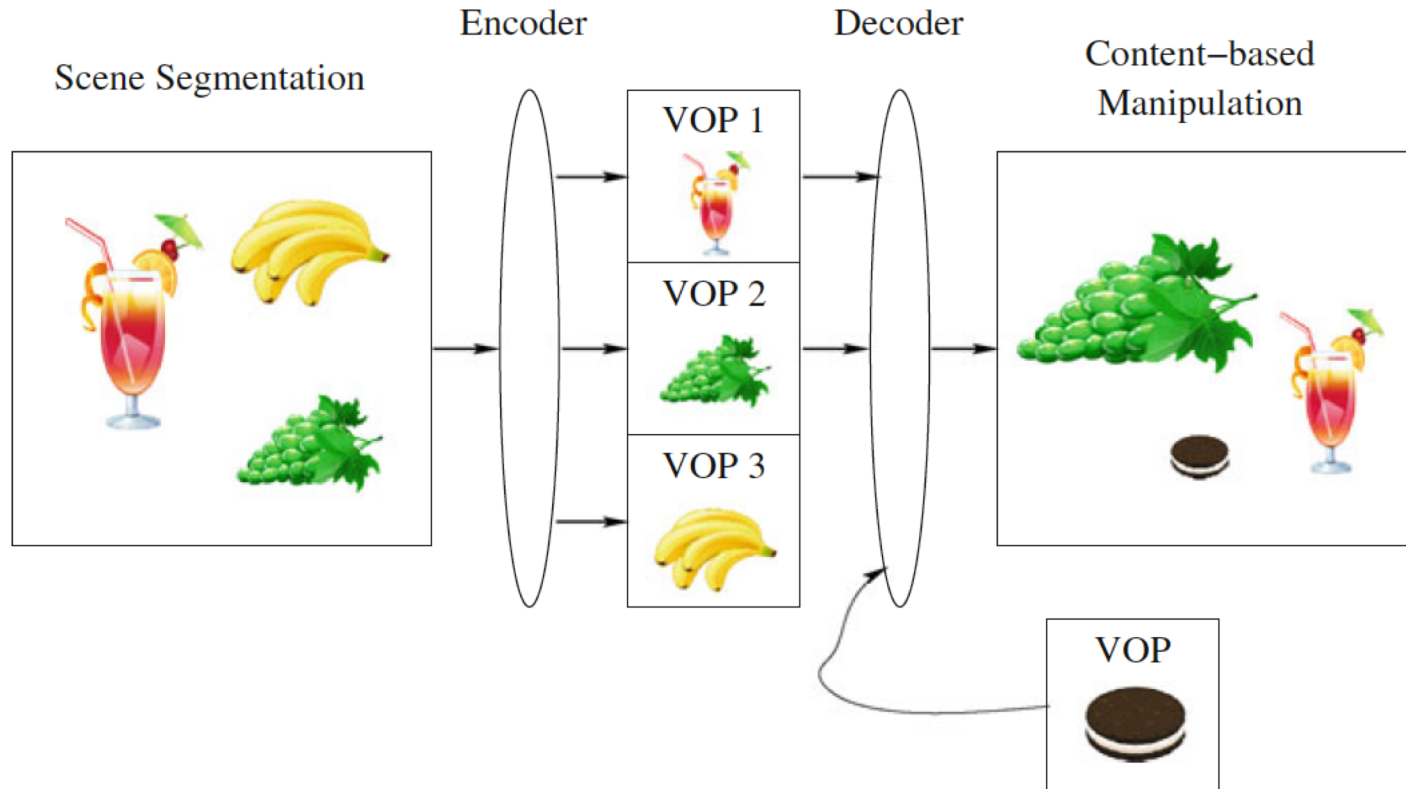 Encoder
Decoder
Scene Segmentation
Content−based
Manipulation
VOP 1
VOP 2
VOP 3
VOP